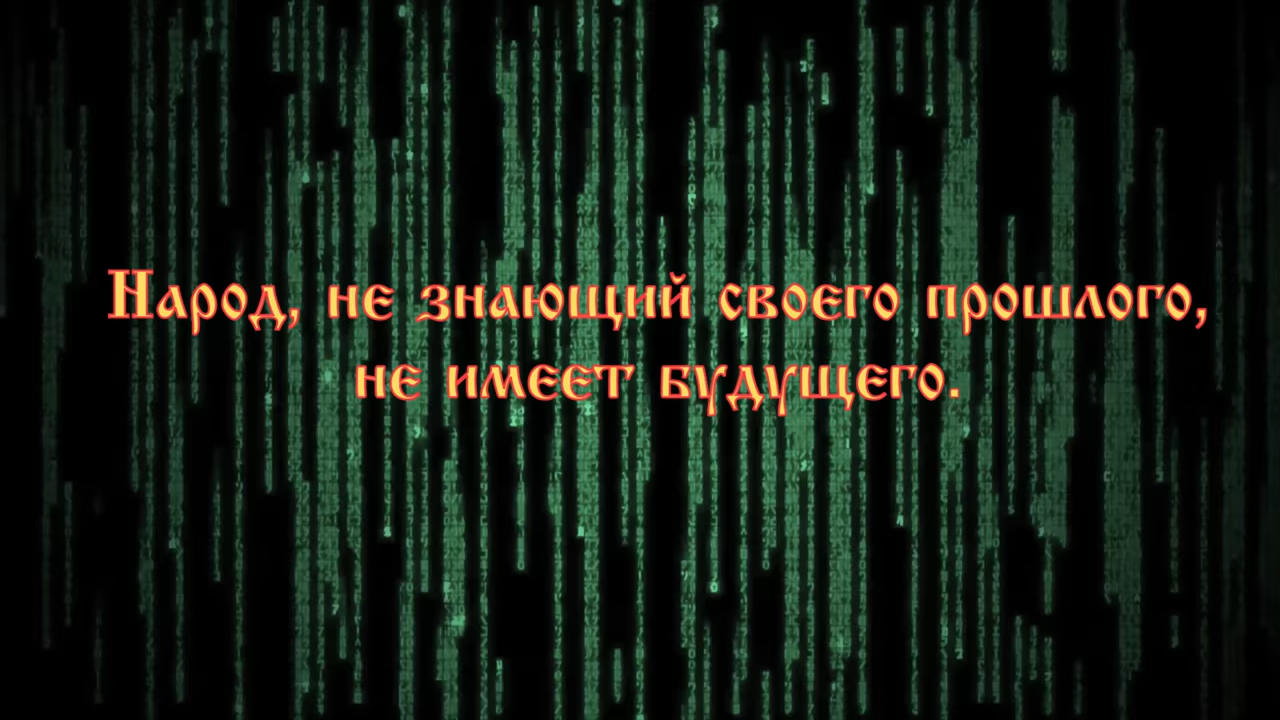 Народ, не знающий своего прошлого,
не имеет будущего.